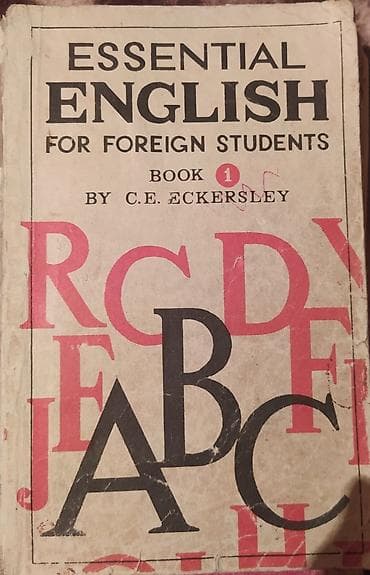 ESSENTIAL
ENGLISH
FOR FOREIGN STUDENTS
BOOK 1
BY C.E. ECKERSLEY
R C D V
J E A B C F